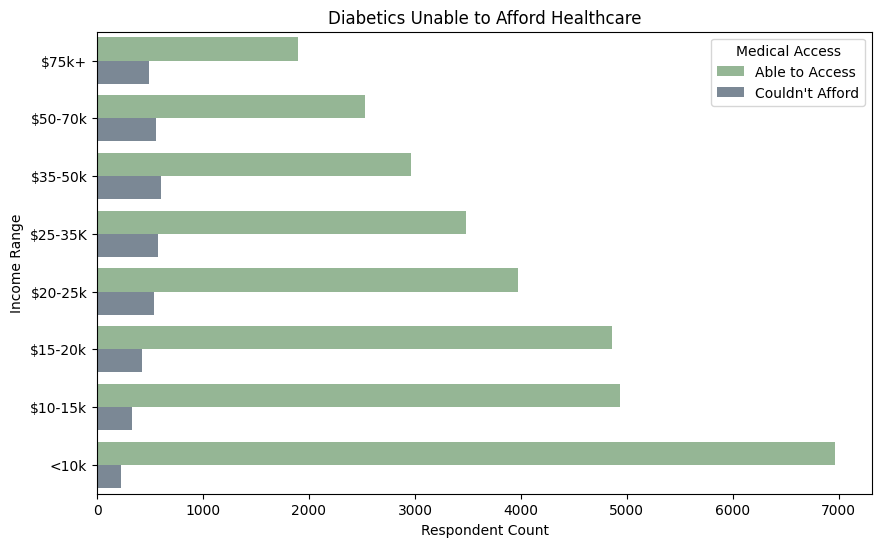 Diabetics Unable to Afford Healthcare
Medical Access
Able to Access
Couldn't Afford
Income Range
$75k+
$50-70k
$35-50k
$25-35K
$20-25k
$15-20k
$10-15k
<10k
0 1000 2000 3000 4000 5000 6000 7000
Respondent Count